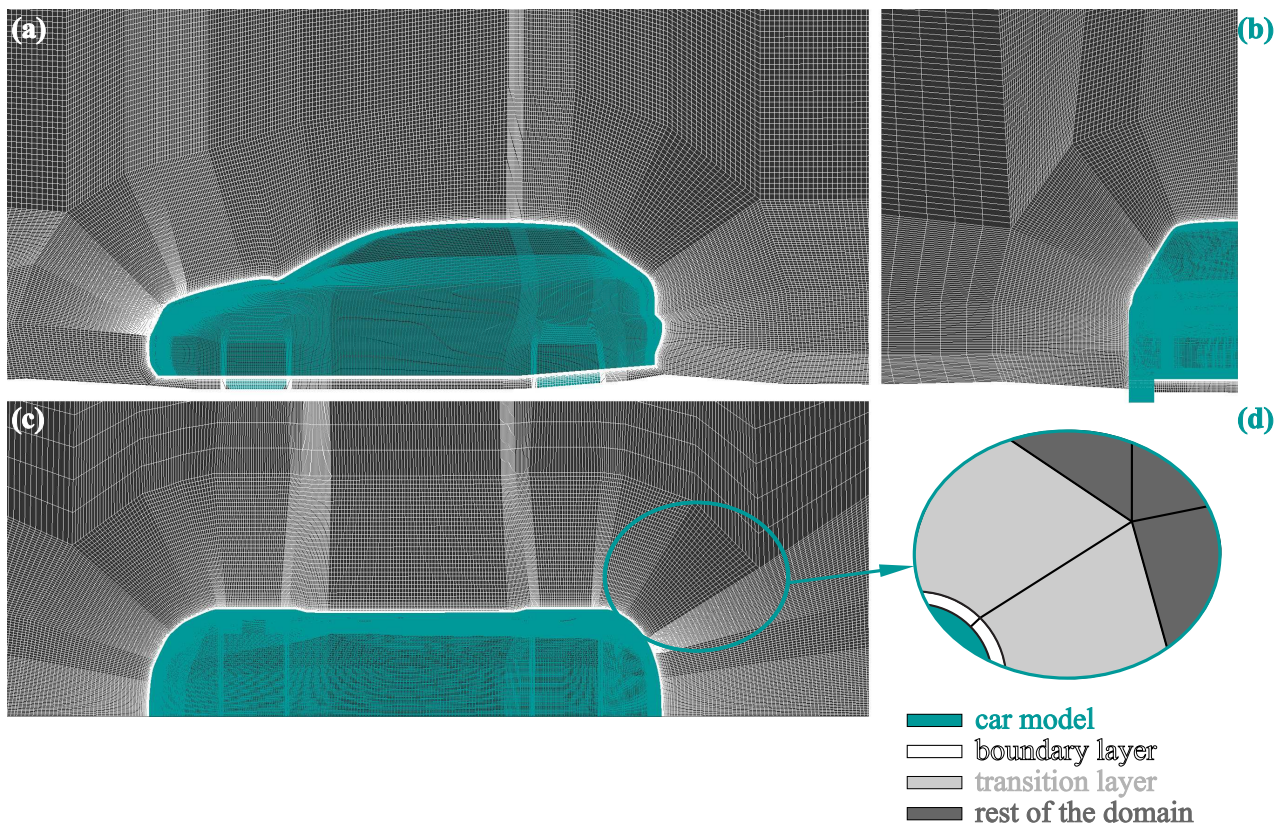 (a)
(b)
(c)
(d)
car model
boundary layer
transition layer
rest of the domain